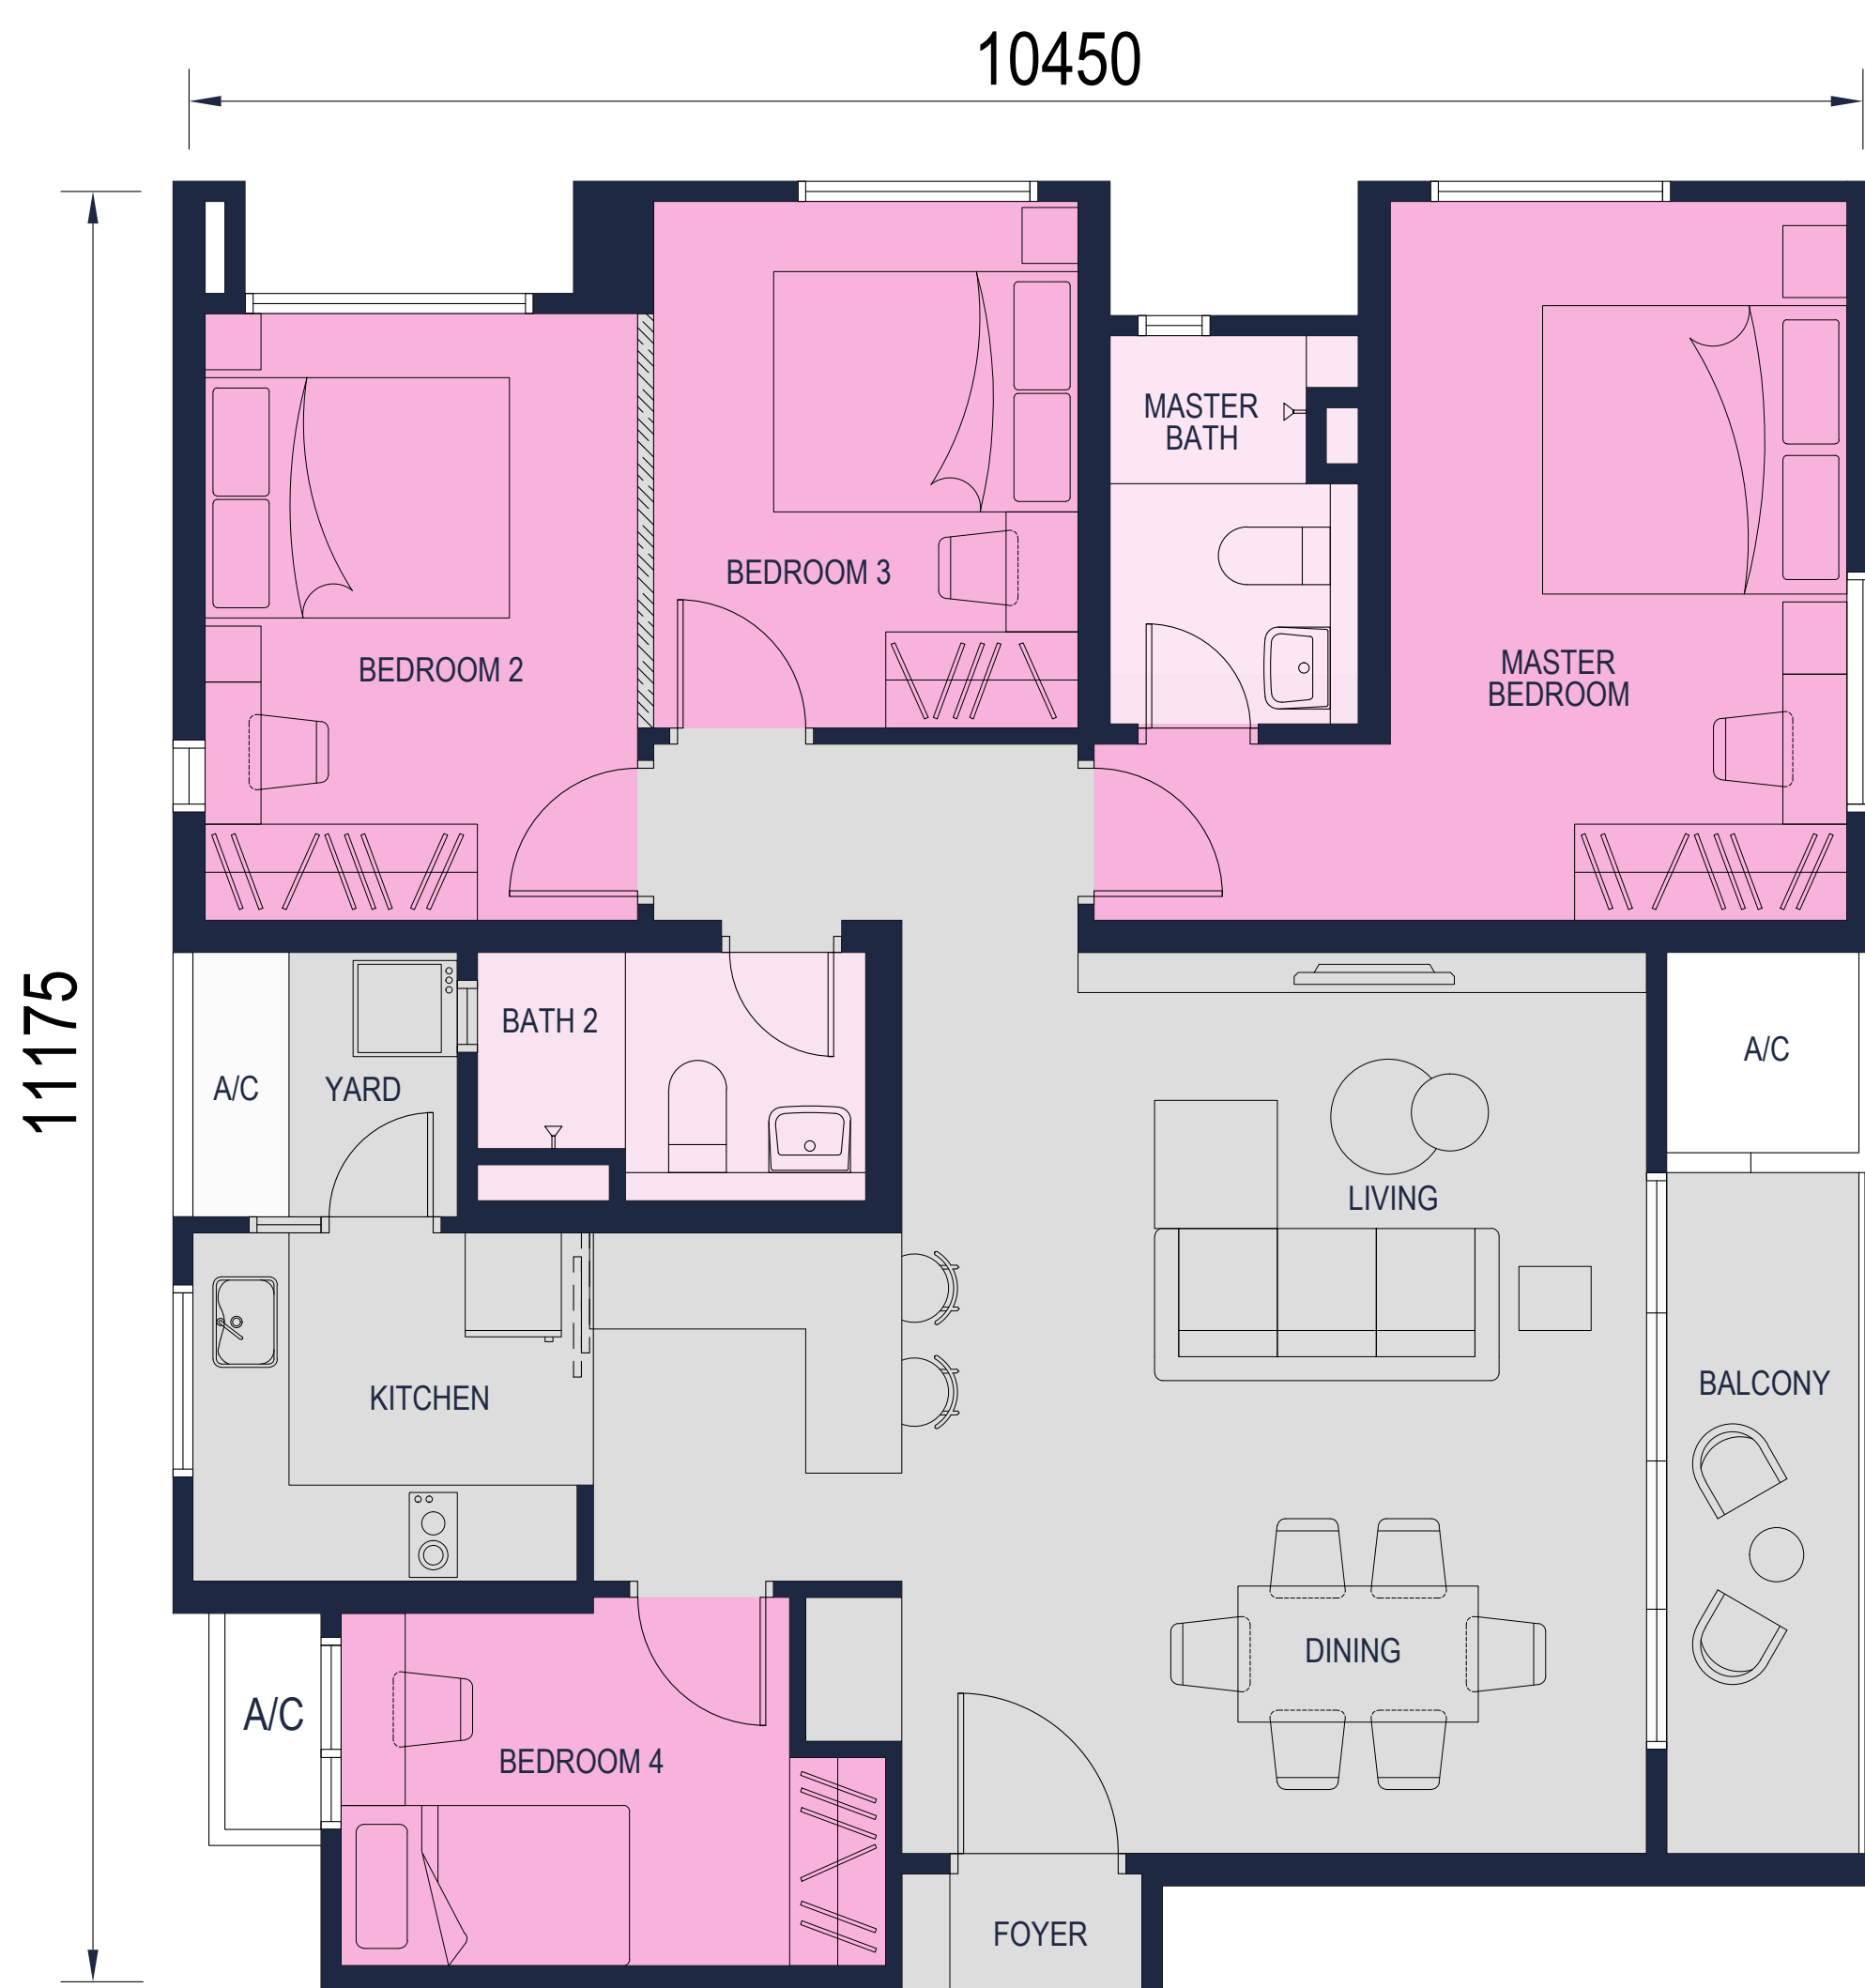 10450
MASTER
BATH
BEDROOM 3
BEDROOM 2
MASTER
BEDROOM
11175
A/C
YARD
BATH 2
A/C
LIVING
KITCHEN
BALCONY
DINING
A/C
BEDROOM 4
FOYER